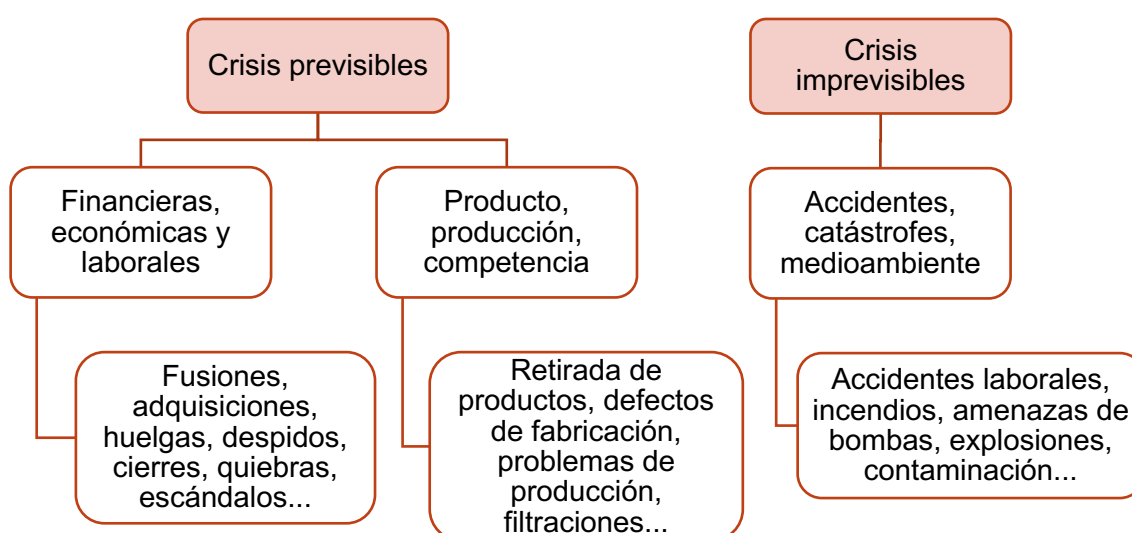 Crisis previsibles
Crisis
imprevisibles
Financieras,
económicas y
laborales
Producto,
producción,
competencia
Accidentes,
catástrofes,
medioambiente
Fusiones,
adquisiciones,
huelgas, despidos,
cierres, quiebras,
escándalos...
Retirada de
productos, defectos
de fabricación,
problemas de
producción,
filtraciones...
Accidentes laborales,
incendios, amenazas de
bombas, explosiones,
contaminación...